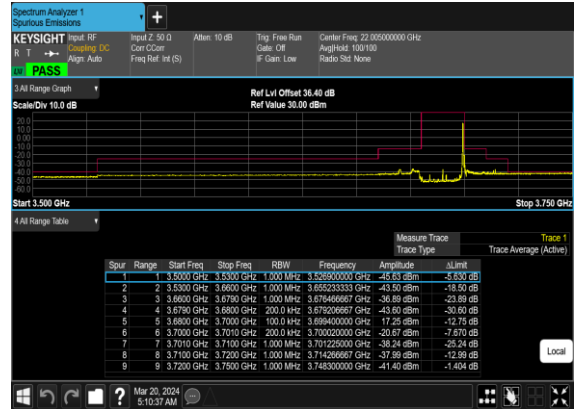 Spectrum Analyzer 1
Spurious Emissions
KEYSIGHT Input: RF Input Z: 50 Ω Atten: 10 dB Trig: Free Run Center Freq: 22.005000000 GHz
R T Coupling: DC Corr CCorr Gate: Off Avg|Hold: 100/100
Align: Auto Freq Ref: Int (S) IF Gain: Low Radio Std: None
PASS
3 All Range Graph
Ref Lvl Offset 36.40 dB
Scale/Div 10.0 dB Ref Value 30.00 dBm
20.0
10.0
0.00
-10.0
-20.0
-30.0
-40.0
-50.0
-60.0
Start 3.500 GHz Stop 3.750 GHz
4 All Range Table
Measure Trace Trace 1
Trace Type Trace Average (Active)
Spur Range Start Freq Stop Freq RBW Frequency Amplitude ΔLimit
1 1 3.5000 GHz 3.5300 GHz 1.000 MHz 3.526900000 GHz -45.63 dBm -5.630 dB
2 2 3.5300 GHz 3.6600 GHz 1.000 MHz 3.655233333 GHz -43.50 dBm -18.50 dB
3 3 3.6600 GHz 3.6790 GHz 1.000 MHz 3.676466667 GHz -36.89 dBm -23.89 dB
4 4 3.6790 GHz 3.6800 GHz 200.0 kHz 3.679206667 GHz -43.60 dBm -30.60 dB
5 5 3.6800 GHz 3.7000 GHz 100.0 kHz 3.699400000 GHz 17.25 dBm -12.75 dB
6 6 3.7000 GHz 3.7010 GHz 200.0 kHz 3.700020000 GHz -20.67 dBm -7.670 dB
7 7 3.7010 GHz 3.7100 GHz 1.000 MHz 3.701225000 GHz -38.24 dBm -25.24 dB
8 8 3.7100 GHz 3.7200 GHz 1.000 MHz 3.714266667 GHz -37.99 dBm -12.99 dB
9 9 3.7200 GHz 3.7500 GHz 1.000 MHz 3.748300000 GHz -41.40 dBm -1.404 dB
Local
Mar 20, 2024
5:10:37 AM